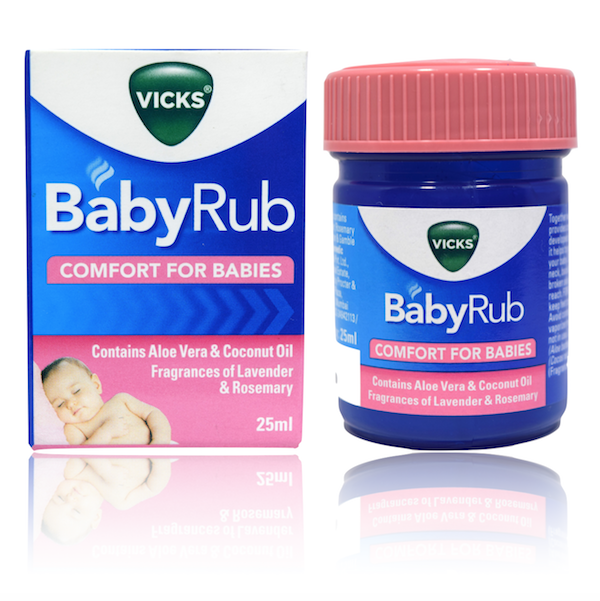 VICKS®
BabyRub
COMFORT FOR BABIES
Contains Aloe Vera & Coconut Oil
Fragrances of Lavender
& Rosemary
25ml
VICKS®
BabyRub
COMFORT FOR BABIES
Contains Aloe Vera & Coconut Oil
Fragrances of Lavender & Rosemary
25ml